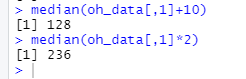 > median(oh_data[,1]+10)
[1] 128
> median(oh_data[,1]*2)
[1] 236
>